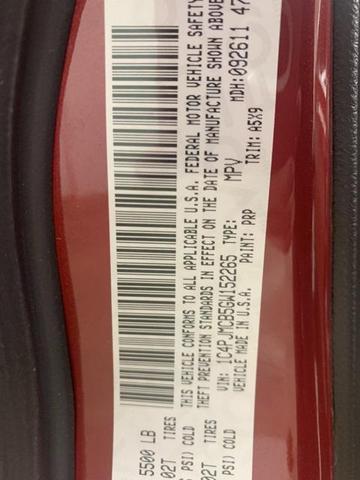 5500 LB
02T TIRES
PSI) COLD
02T TIRES
PSI) COLD
THIS VEHICLE CONFORMS TO ALL APPLICABLE U.S.A. FEDERAL MOTOR VEHICLE SAFETY
THEFT PREVENTION STANDARDS IN EFFECT ON THE DATE OF MANUFACTURE SHOWN ABOVE
VIN: 1C4PJMCB5GW152265 TYPE: MPV MDH:092611 47
VEHICLE MADE IN U.S.A. PAINT: PRP TRIM: A5X9